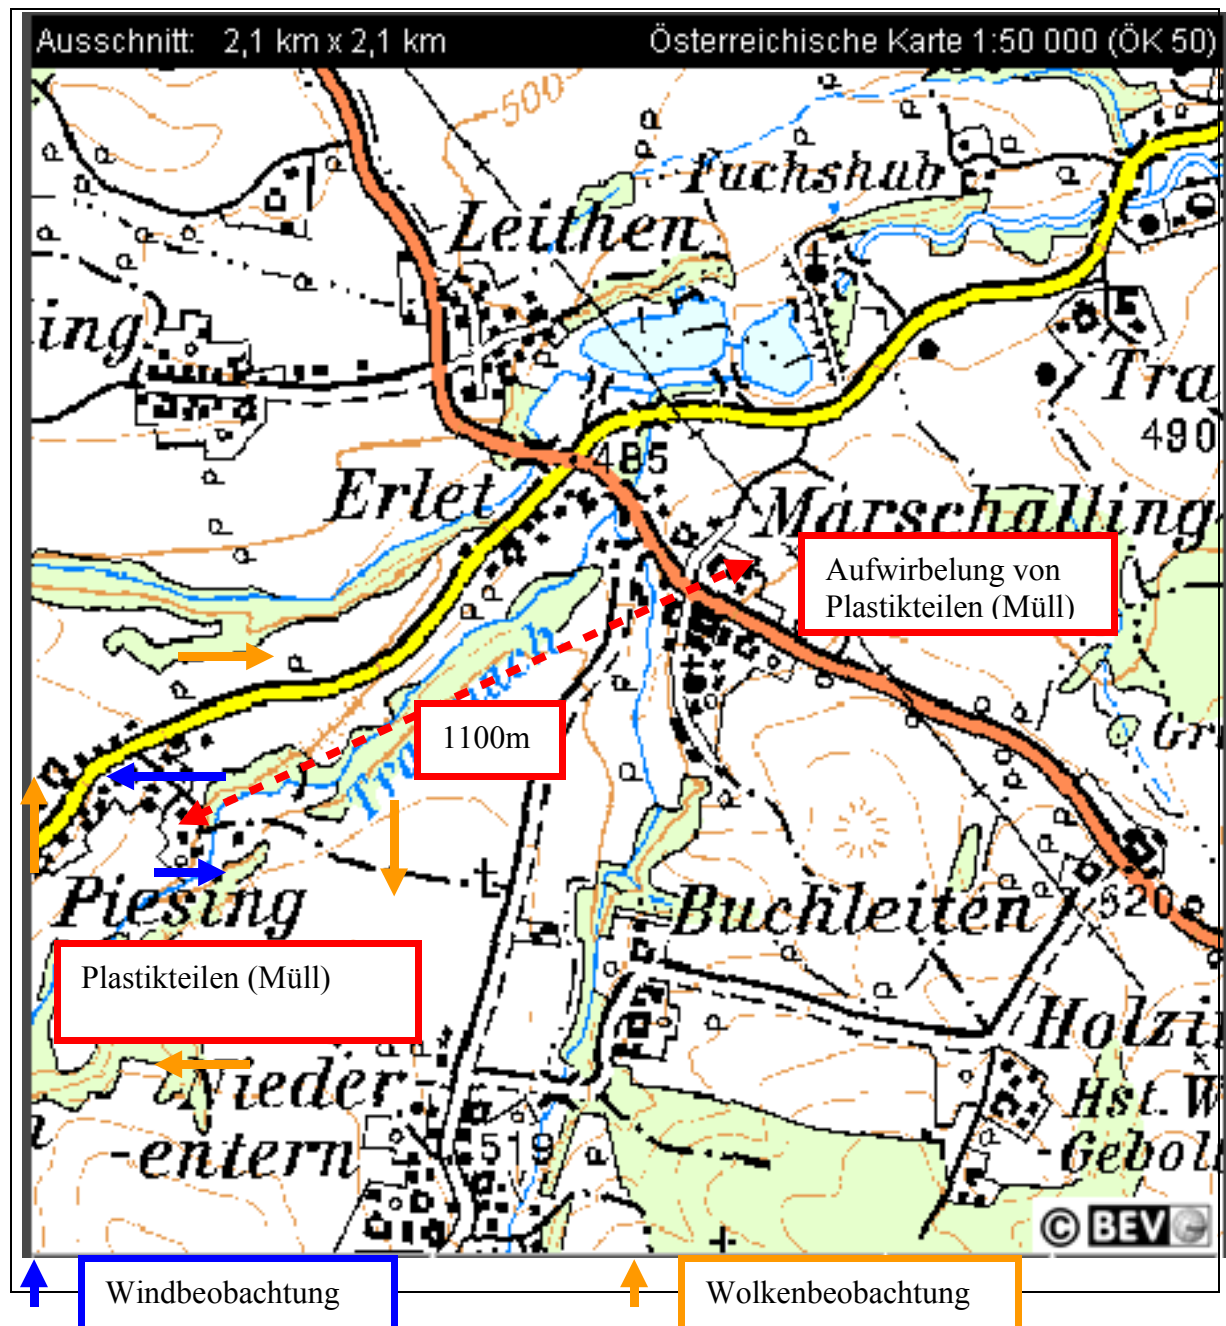 Ausschnitt: 2,1 km x 2,1 km
Österreichische Karte 1:50 000 (ÖK 50)
500
Fuchshub
Leithen
ing
Tra
490
485
Erlet
Marschalling
Aufwirbelung von
Plastikteilen (Müll)
1100m
Gr
Piesing
Buchleiten
520
Plastikteilen (Müll)
Holzi
Nieder-
-entern
519
Hst. W
Gebol
© BEV
Windbeobachtung
Wolkenbeobachtung